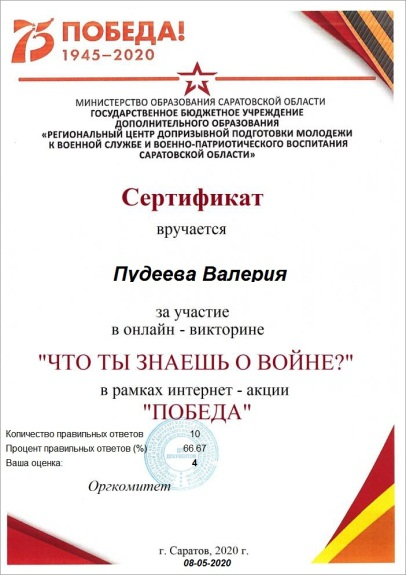 75 ПОБЕДА!
1945–2020
МИНИСТЕРСТВО ОБРАЗОВАНИЯ САРАТОВСКОЙ ОБЛАСТИ
ГОСУДАРСТВЕННОЕ БЮДЖЕТНОЕ УЧРЕЖДЕНИЕ
ДОПОЛНИТЕЛЬНОГО ОБРАЗОВАНИЯ
«РЕГИОНАЛЬНЫЙ ЦЕНТР ДОПРИЗЫВНОЙ ПОДГОТОВКИ МОЛОДЕЖИ
К ВОЕННОЙ СЛУЖБЕ И ВОЕННО-ПАТРИОТИЧЕСКОГО ВОСПИТАНИЯ
САРАТОВСКОЙ ОБЛАСТИ»
Сертификат
вручается
Пудеева Валерия
за участие
в онлайн - викторине
"ЧТО ТЫ ЗНАЕШЬ О ВОЙНЕ?"
в рамках интернет - акции
"ПОБЕДА"
Количество правильных ответов 10
Процент правильных ответов (%) 66.67
Ваша оценка: 4
Оргкомитет
г. Саратов, 2020 г.
08-05-2020